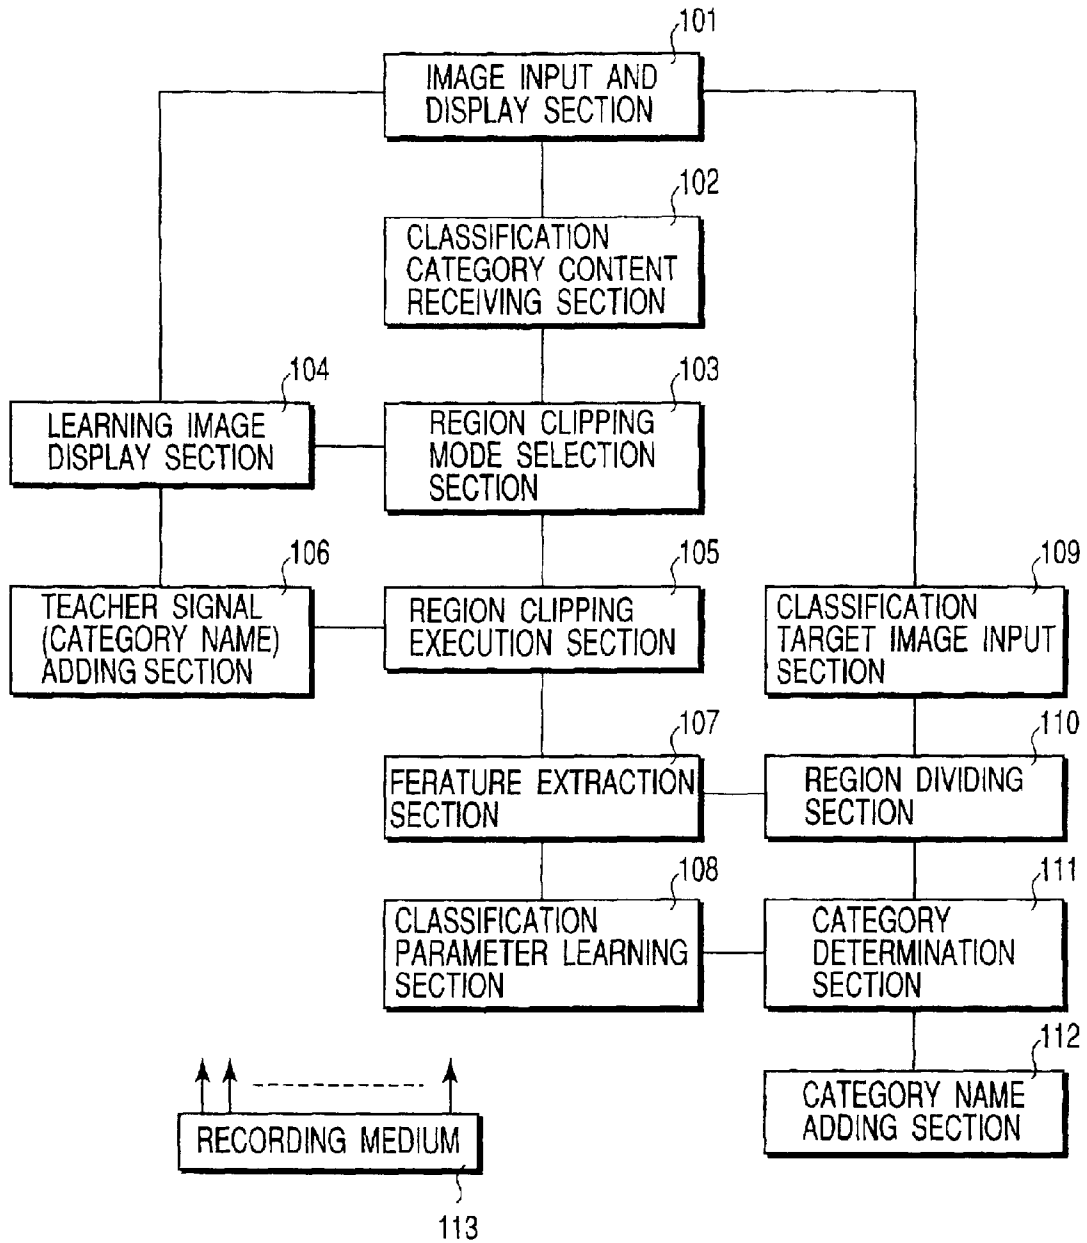 101
IMAGE INPUT AND
DISPLAY SECTION
102
CLASSIFICATION
CATEGORY CONTENT
RECEIVING SECTION
104
LEARNING IMAGE
DISPLAY SECTION
103
REGION CLIPPING
MODE SELECTION
SECTION
106
TEACHER SIGNAL
(CATEGORY NAME)
ADDING SECTION
105
REGION CLIPPING
EXECUTION SECTION
109
CLASSIFICATION
TARGET IMAGE INPUT
SECTION
107
FERATURE EXTRACTION
SECTION
110
REGION DIVIDING
SECTION
108
CLASSIFICATION
PARAMETER LEARNING
SECTION
111
CATEGORY
DETERMINATION
SECTION
112
CATEGORY NAME
ADDING SECTION
RECORDING MEDIUM
113